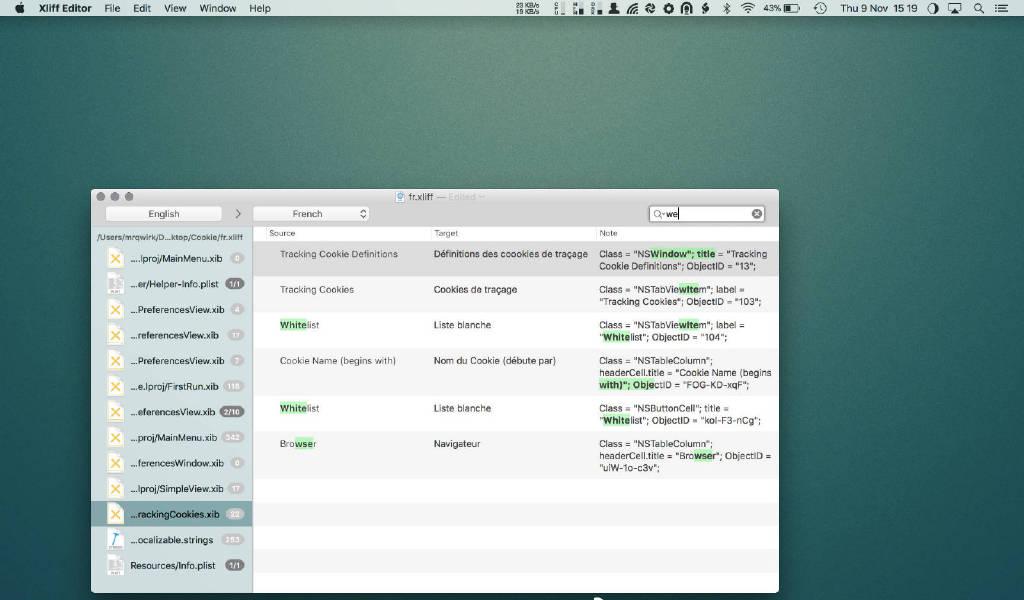 Xliff Editor File Edit View Window Help 43% Thu 9 Nov 15 19
fr.xliff — Edited
English
French
we
/Users/mrqwirk/D...ktop/Cookie/fr.xliff
Source Target Note
....lproj/MainMenu.xib 0
...er/Helper-Info.plist 1/1
...PreferencesView.xib 4
...referencesView.xib 17
...PreferencesView.xib 7
...e.lproj/FirstRun.xib 118
...eferencesView.xib 2/10
...proj/MainMenu.xib 342
...ferencesWindow.xib 0
...lproj/SimpleView.xib 17
...rackingCookies.xib 22
...ocalizable.strings 253
Resources/Info.plist 1/1
Tracking Cookie Definitions
Définitions des coookies de traçage
Class = "NSWindow"; title = "Tracking
Cookie Definitions"; ObjectID = "13";
Tracking Cookies
Cookies de traçage
Class = "NSTabViewItem"; label =
"Tracking Cookies"; ObjectID = "103";
Whitelist
Liste blanche
Class = "NSTabViewItem"; label =
"Whitelist"; ObjectID = "104";
Cookie Name (begins with)
Nom du Cookie (débute par)
Class = "NSTableColumn";
headerCell.title = "Cookie Name (begins
with)"; ObjectID = "FOG-KD-xqF";
Whitelist
Liste blanche
Class = "NSButtonCell"; title =
"Whitelist"; ObjectID = "kol-F3-nCg";
Browser
Navigateur
Class = "NSTableColumn";
headerCell.title = "Browser"; ObjectID =
"uiW-1o-c3v";